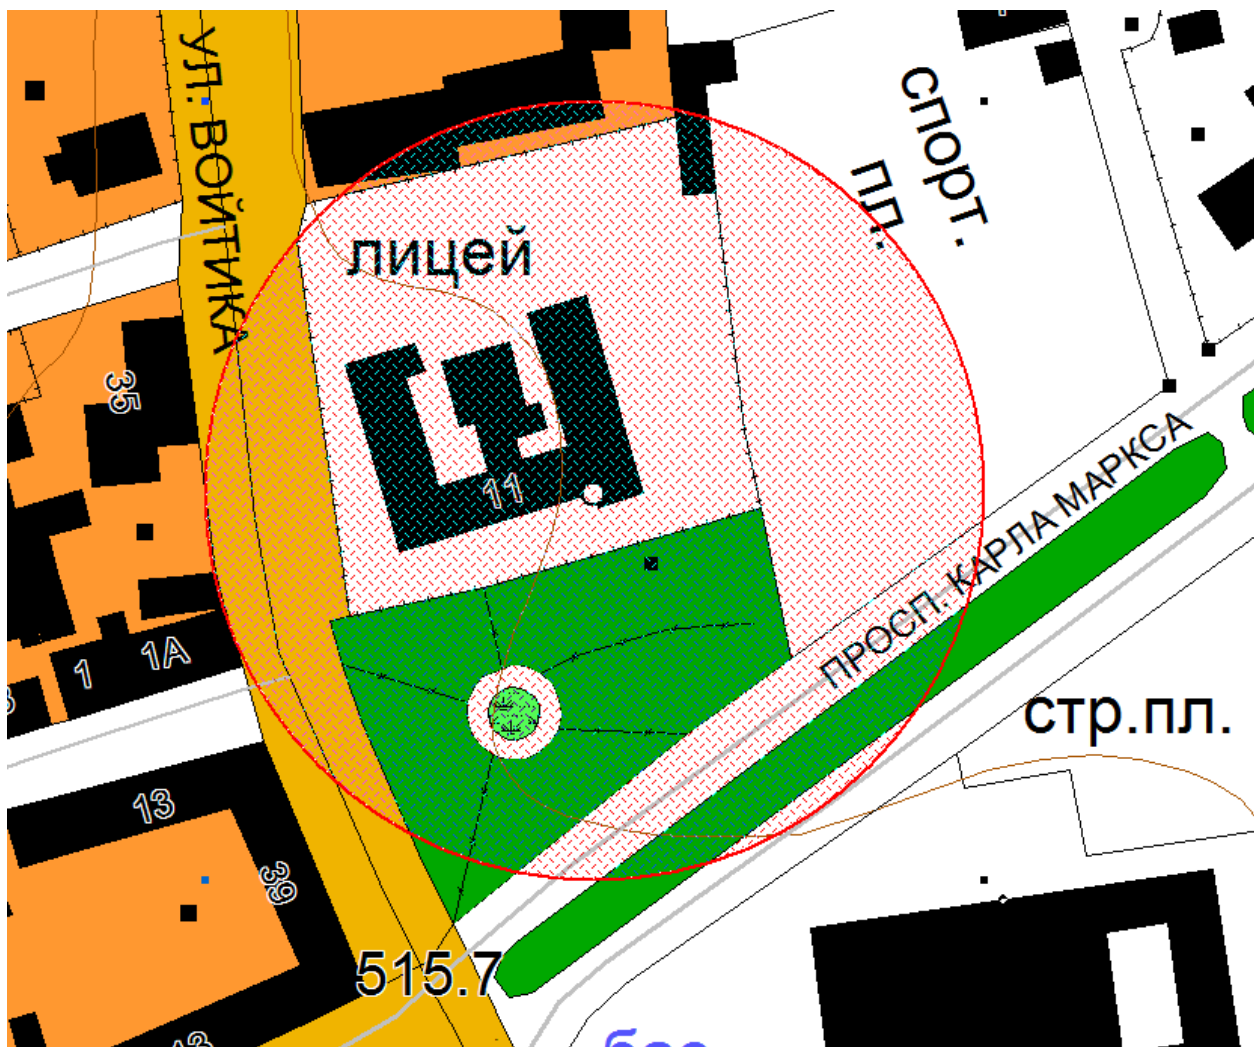 УЛ. ВОЙТИКА
спорт.
пл.
лицей
35
11
ПРОСП. КАРЛА МАРКСА
1
1А
стр.пл.
13
39
515.7